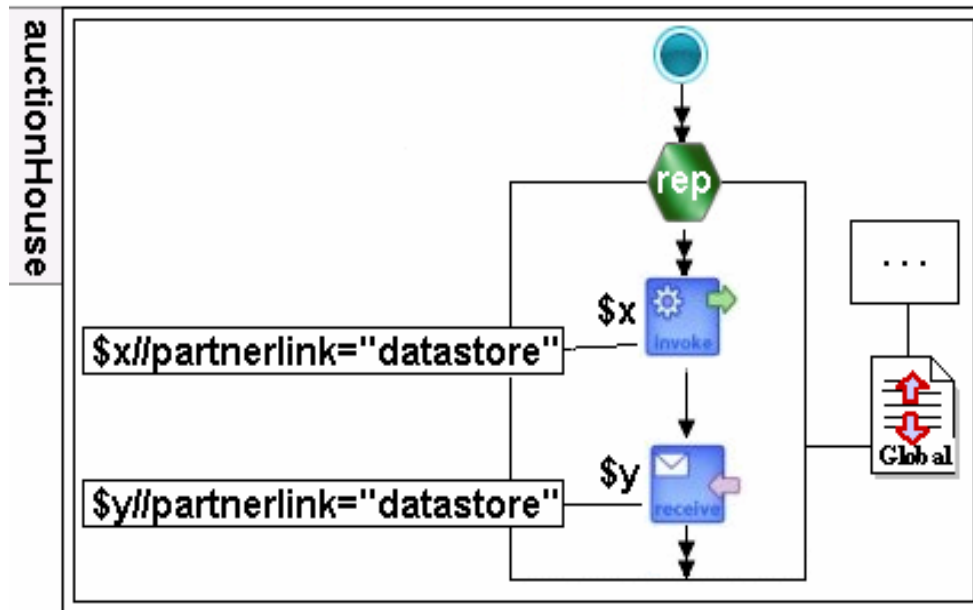 auctionHouse
rep
...
$x
invoke
$x//partnerlink="datastore"
Global
$y
receive
$y//partnerlink="datastore"